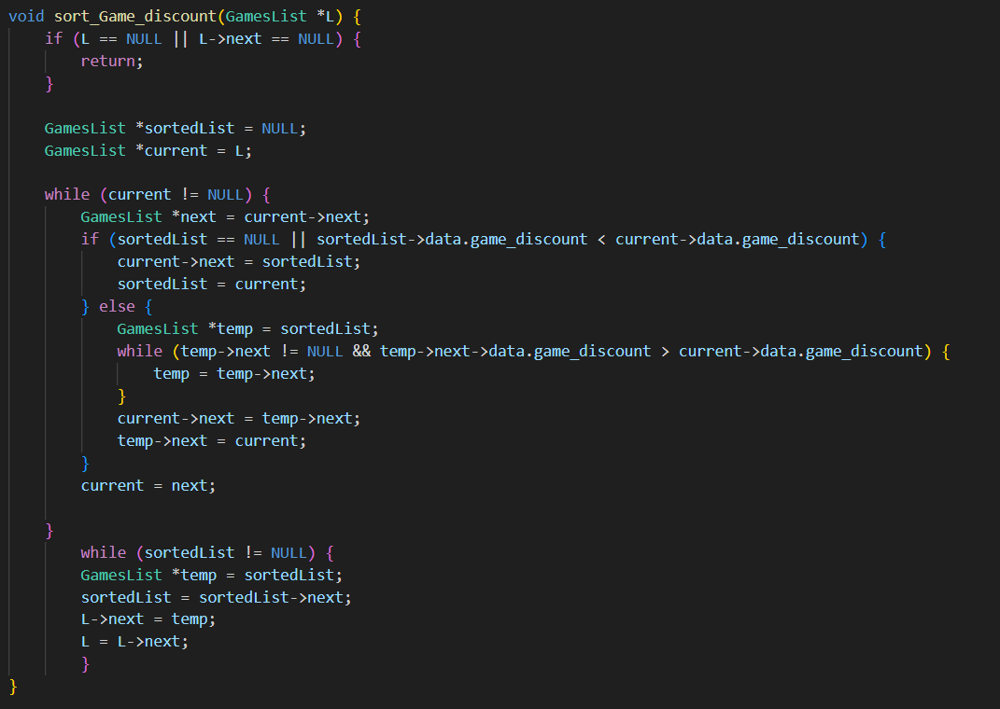 void sort_Game_discount(GamesList *L) {
    if (L == NULL || L->next == NULL) {
        return;
    }

    GamesList *sortedList = NULL;
    GamesList *current = L;

    while (current != NULL) {
        GamesList *next = current->next;
        if (sortedList == NULL || sortedList->data.game_discount < current->data.game_discount) {
            current->next = sortedList;
            sortedList = current;
        } else {
            GamesList *temp = sortedList;
            while (temp->next != NULL && temp->next->data.game_discount > current->data.game_discount) {
                temp = temp->next;
            }
            current->next = temp->next;
            temp->next = current;
        }
        current = next;

    }
        while (sortedList != NULL) {
        GamesList *temp = sortedList;
        sortedList = sortedList->next;
        L->next = temp;
        L = L->next;
        }
}